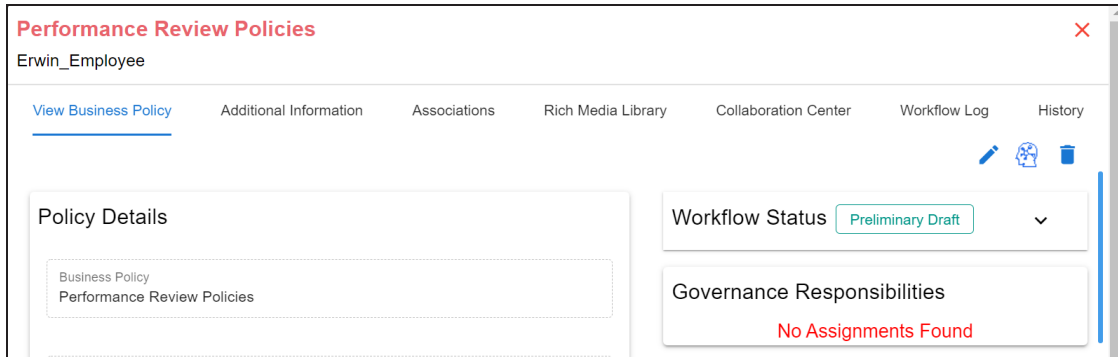 Performance Review Policies
Erwin_Employee
View Business Policy Additional Information Associations Rich Media Library Collaboration Center Workflow Log History
Policy Details
Business Policy
Performance Review Policies
Workflow Status Preliminary Draft
Governance Responsibilities
No Assignments Found